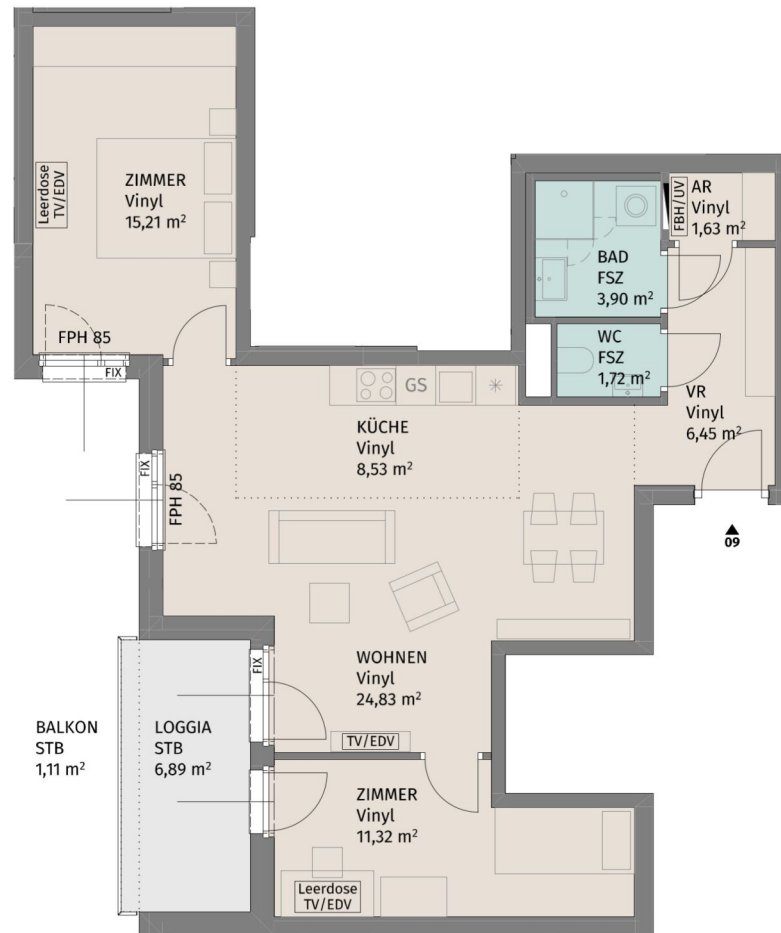 ZIMMER
Vinyl
15,21 m²
Leerdose
TV/EDV
FPH 85
FIX
AR
Vinyl
1,63 m²
FBH/UV
BAD
FSZ
3,90 m²
WC
FSZ
1,72 m²
VR
Vinyl
6,45 m²
09
GS
KÜCHE
Vinyl
8,53 m²
FIX
FPH 85
WOHNEN
Vinyl
24,83 m²
TV/EDV
FIX
BALKON
STB
1,11 m²
LOGGIA
STB
6,89 m²
ZIMMER
Vinyl
11,32 m²
Leerdose
TV/EDV